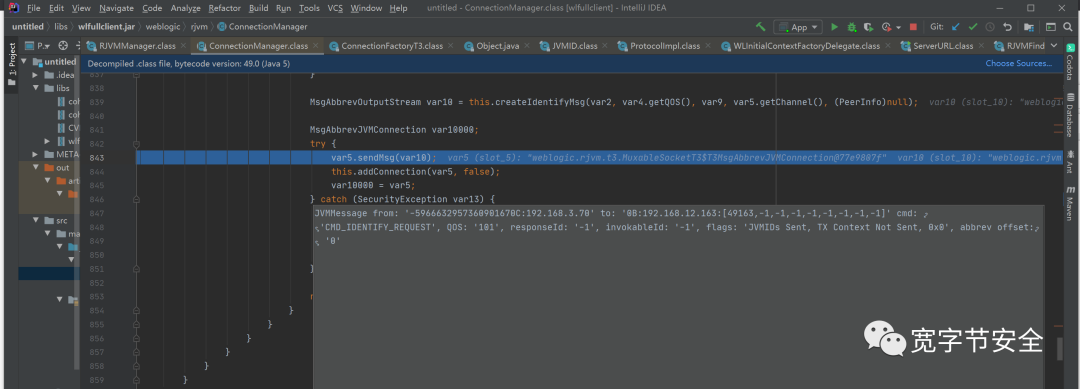 File Edit View Navigate Code Analyze Refactor Build Run Tools VCS Window Help untitled - ConnectionManager.class [wlfullclient] - IntelliJ IDEA
untitled libs wlfullclient.jar weblogic rjvm ConnectionManager App Git:
P... RJVMManager.class ConnectionManager.class ConnectionFactoryT3.class Object.java JVMID.class ProtocolImpl.class WLInitialContextFactoryDelegate.class ServerURL.class RJVMFind
1: Project
untitled
.idea
libs
col
col
CV
wlf
META
out
art
src
ma
Decompiled .class file, bytecode version: 49.0 (Java 5) Choose Sources...
837 }
838
839 MsgAbbrevOutputStream var10 = this.createIdentifyMsg(var2, var4.getQOS(), var9, var5.getChannel(), (PeerInfo)null); var10 (slot_10): "weblogic
840
841 MsgAbbrevJVMConnection var10000;
842 try {
843 var5.sendMsg(var10); var5 (slot_5): "weblogic.rjvm.t3.MuxableSocketT3$T3MsgAbbrevJVMConnection@77e9807f" var10 (slot_10): "weblogic.rjvm
844 this.addConnection(var5, false);
845 var10000 = var5;
846 } catch (SecurityException var13) {
847 JVMMessage from: '-5966632957360901670C:192.168.3.70' to: '0B:192.168.12.163:[49163,-1,-1,-1,-1,-1,-1,-1]' cmd:
848 'CMD_IDENTIFY_REQUEST', QOS: '101', responseId: '-1', invokableId: '-1', flags: 'JVMIDs Sent, TX Context Not Sent, 0x0', abbrev offset:
'0'
851 }
852
853
854 }
855 }
856 }
857 }
858 }
859 }
Codota
Database
Ant
Maven
宽字节安全